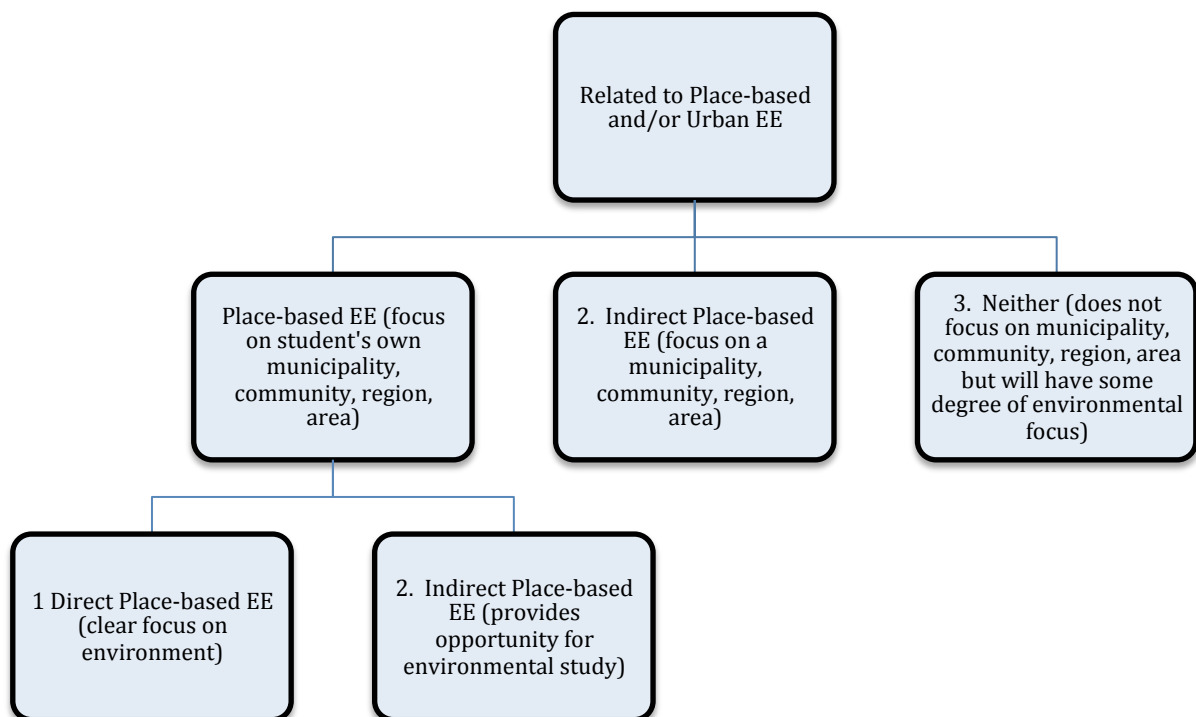 Related to Place-based
and/or Urban EE
Place-based EE (focus
on student's own
municipality,
community, region,
area)
2.  Indirect Place-based
EE (focus on a
municipality,
community, region,
area)
3.  Neither (does not
focus on municipality,
community, region, area
but will have some
degree of environmental
focus)
1 Direct Place-based EE
(clear focus on
environment)
2.  Indirect Place-based
EE (provides
opportunity for
environmental study)